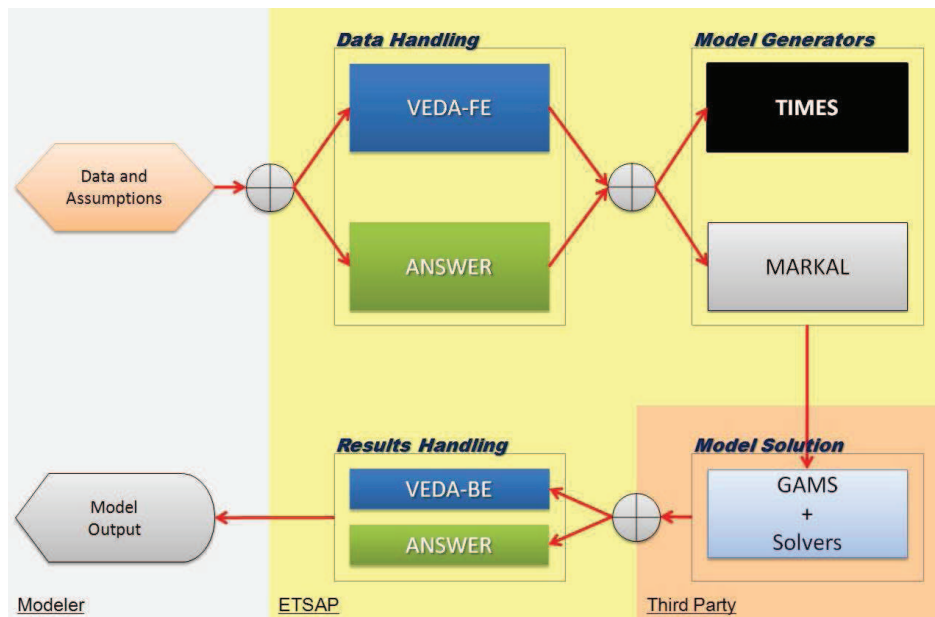 Data Handling
Model Generators
VEDA-FE
TIMES
Data and
Assumptions
ANSWER
MARKAL
Results Handling
Model Solution
VEDA-BE
GAMS
+
Solvers
Model
Output
ANSWER
Modeler
ETSAP
Third Party